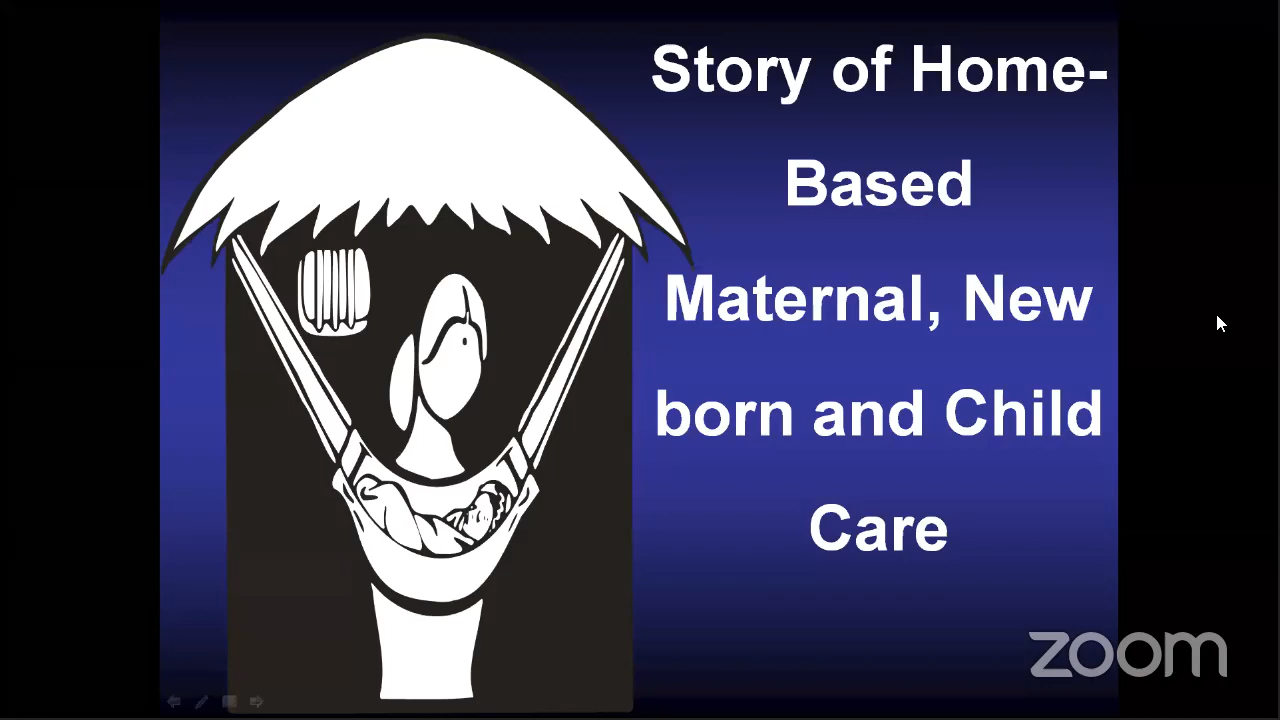 Story of Home-
Based
Maternal, New
born and Child
Care
zoom